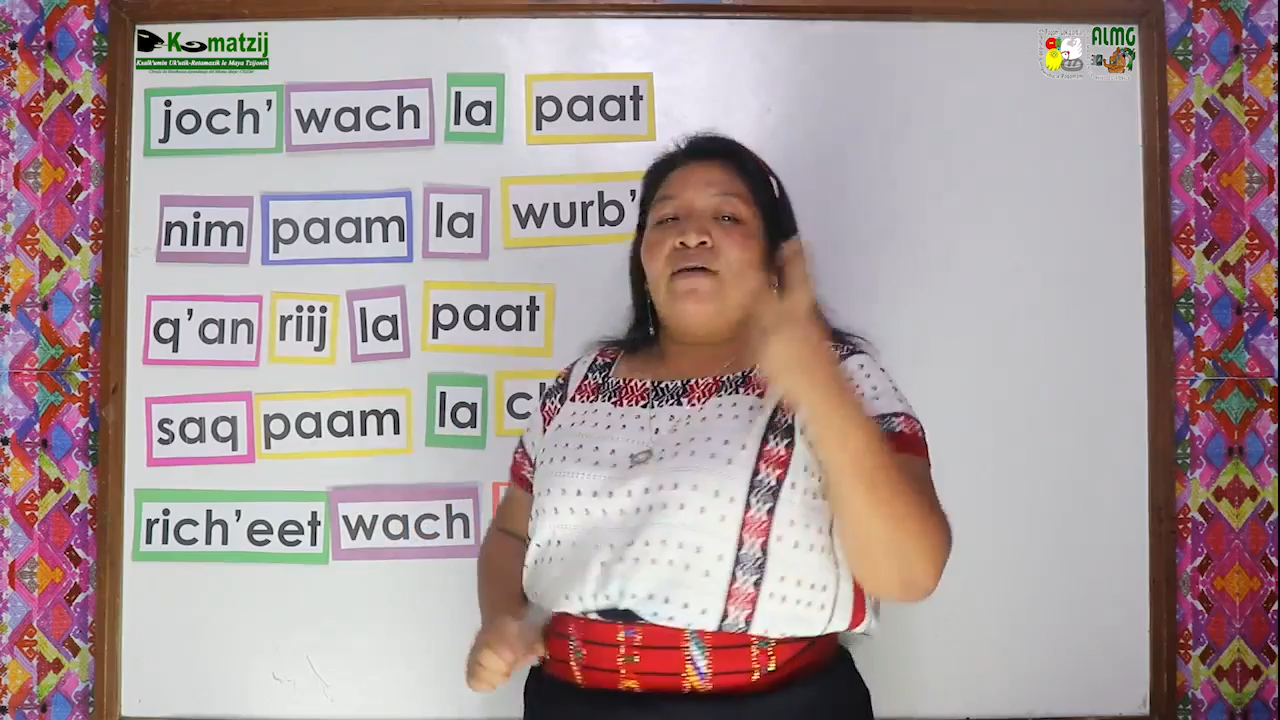 Komatzij
ALMG
joch' wach la paat
nim paam la wurb'
q'an riij la paat
saq paam la
rich'eet wach